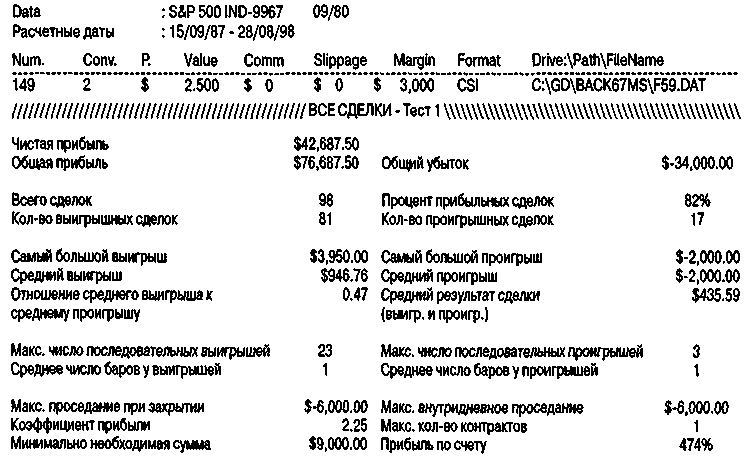 Data : S&P 500 IND-9967 09/80
Расчетные даты : 15/09/87 - 28/08/98
Num. Conv. P. Value Comm Slippage Margin Format Drive:\Path\FileName
149 2 $ 2.500 $ 0 $ 0 $ 3,000 CSI C:\GD\BACK67MS\F59.DAT
//////////////////////////////////////////////// ВСЕ СДЕЛКИ - Тест 1 \\\\\\\\\\\\\\\\\\\\\\\\\\\\\\\\\\\\\\\\\\\\\\\\
Чистая прибыль $42,687.50
Общая прибыль $76,687.50 Общий убыток $-34,000.00
Всего сделок 98 Процент прибыльных сделок 82%
Кол-во выигрышных сделок 81 Кол-во проигрышных сделок 17
Самый большой выигрыш $3,950.00 Самый большой проигрыш $-2,000.00
Средний выигрыш $946.76 Средний проигрыш $-2,000.00
Отношение среднего выигрыша к 0.47 Средний результат сделки $435.59
среднему проигрышу (выигр. и проигр.)
Макс. число последовательных выигрышей 23 Макс. число последовательных проигрышей 3
Среднее число баров у выигрышей 1 Среднее число баров у проигрышей 1
Макс. проседание при закрытии $-6,000.00 Макс. внутридневное проседание $-6,000.00
Коэффициент прибыли 2.25 Макс. кол-во контрактов 1
Минимально необходимая сумма $9,000.00 Прибыль по счету 474%